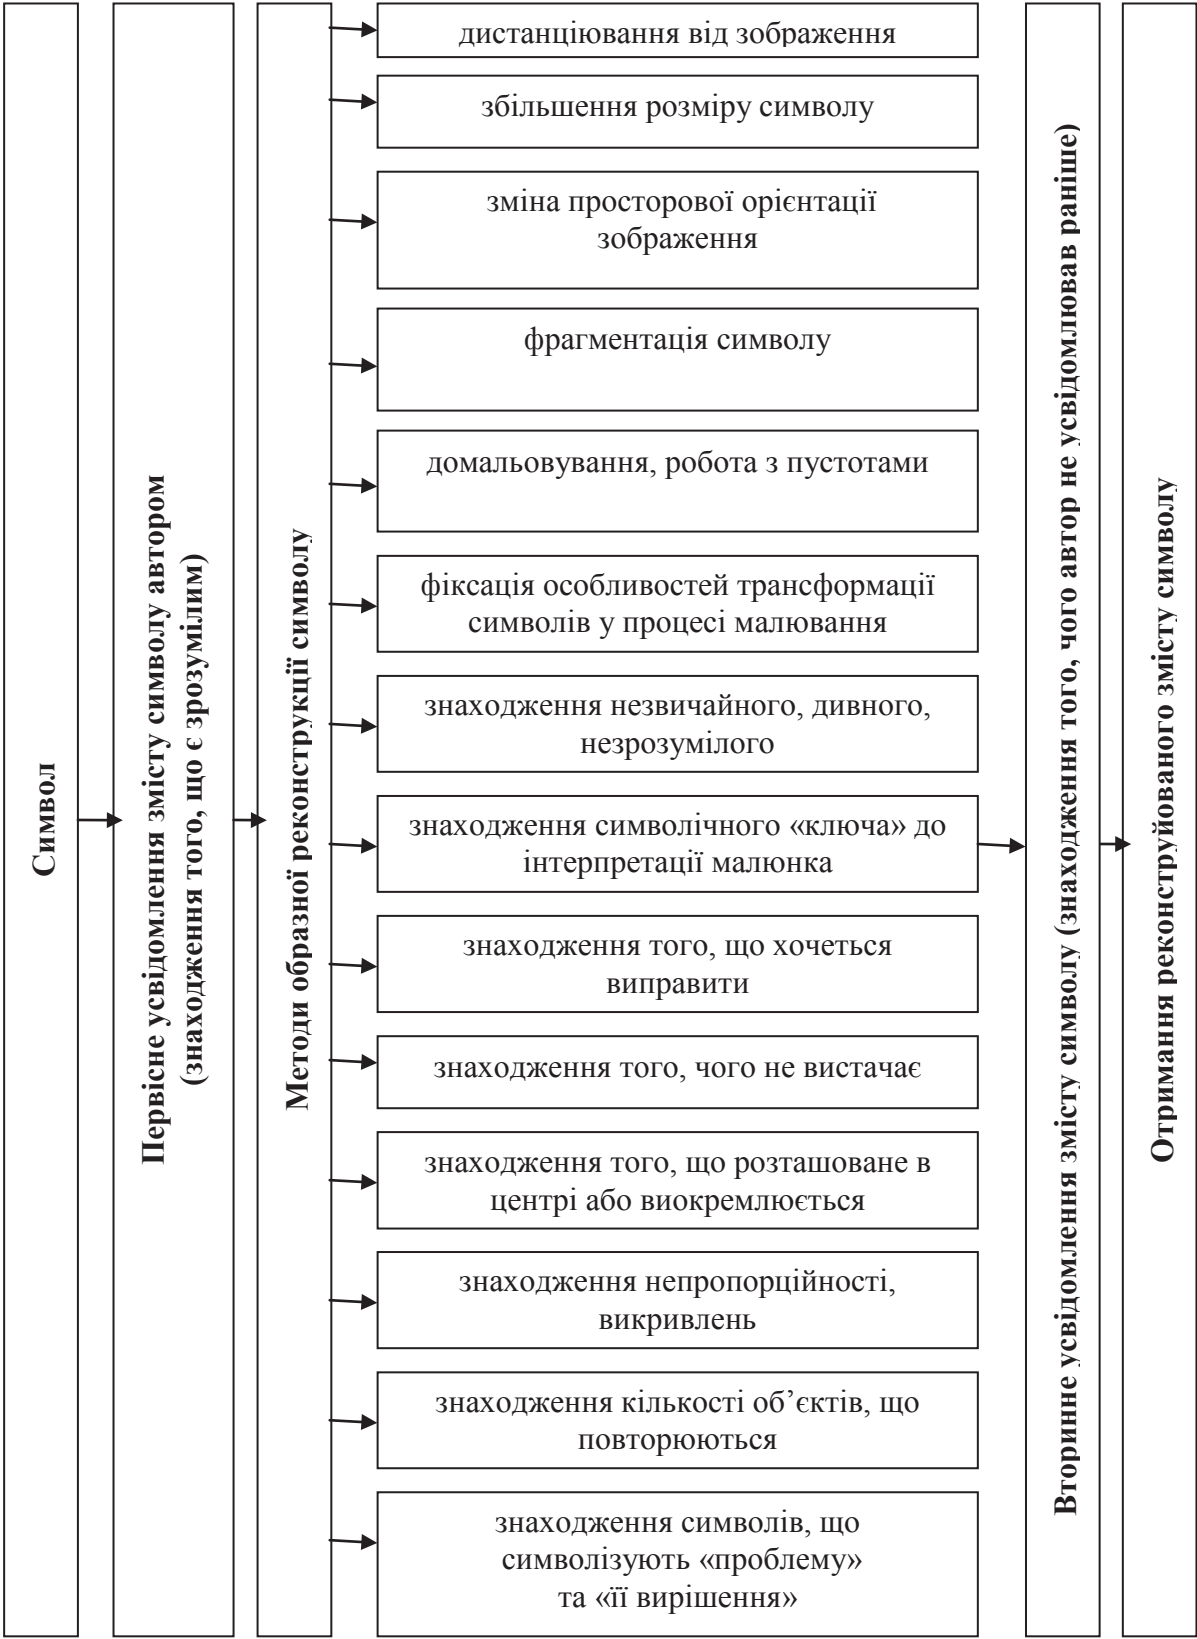 Символ
Первісне усвідомлення змісту символу автором
(знаходження того, що є зрозумілим)
Методи образної реконструкції символу
дистанціювання від зображення
збільшення розміру символу
зміна просторової орієнтації
зображення
фрагментація символу
домальовування, робота з пустотами
фіксація особливостей трансформації
символів у процесі малювання
знаходження незвичайного, дивного,
незрозумілого
знаходження символічного «ключа» до
інтерпретації малюнка
знаходження того, що хочеться
виправити
знаходження того, чого не вистачає
знаходження того, що розташоване в
центрі або виокремлюється
знаходження непропорційності,
викривлень
знаходження кількості об’єктів, що
повторюються
знаходження символів, що
символізують «проблему»
та «її вирішення»
Вторинне усвідомлення змісту символу (знаходження того, чого автор не усвідомлював раніше)
Отримання реконструйованого змісту символу